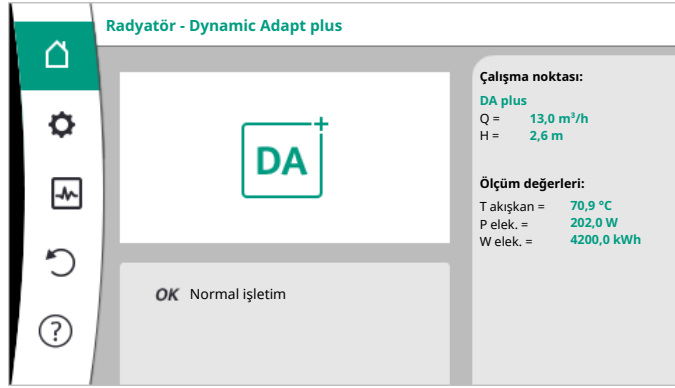 Radyatör - Dynamic Adapt plus
DA+
OK Normal işletim
Çalışma noktası:
DA plus
Q = 13,0 m³/h
H = 2,6 m
Ölçüm değerleri:
T akışkan = 70,9 °C
P elek. = 202,0 W
W elek. = 4200,0 kWh
?